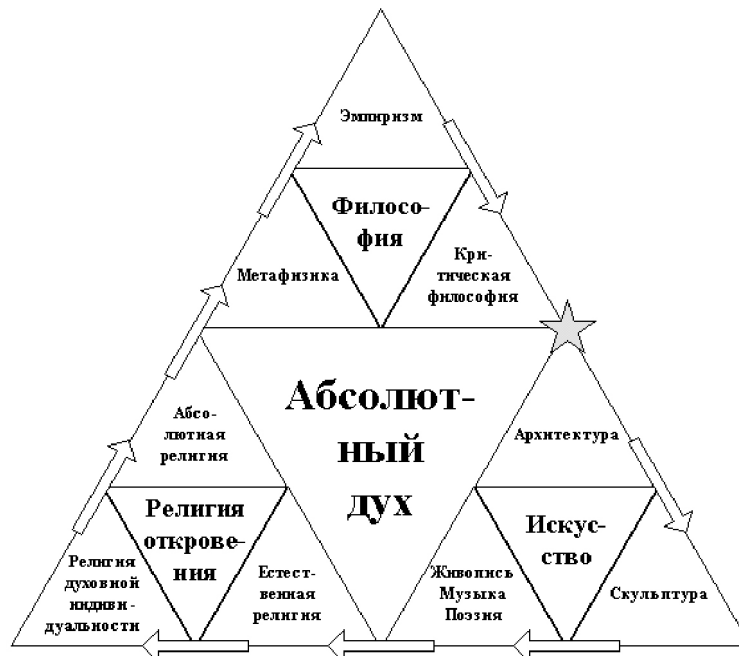 Эмпиризм
Филосо-
фия
Метафизика
Кри-
тическая
философия
Абсолют-
ный
дух
Абсо-
лютная
религия
Архитектура
Религия
открове-
ния
Искус-
ство
Религия
духовной
индиви-
дуальности
Естест-
венная
религия
Живопись
Музыка
Поэзия
Скульптура